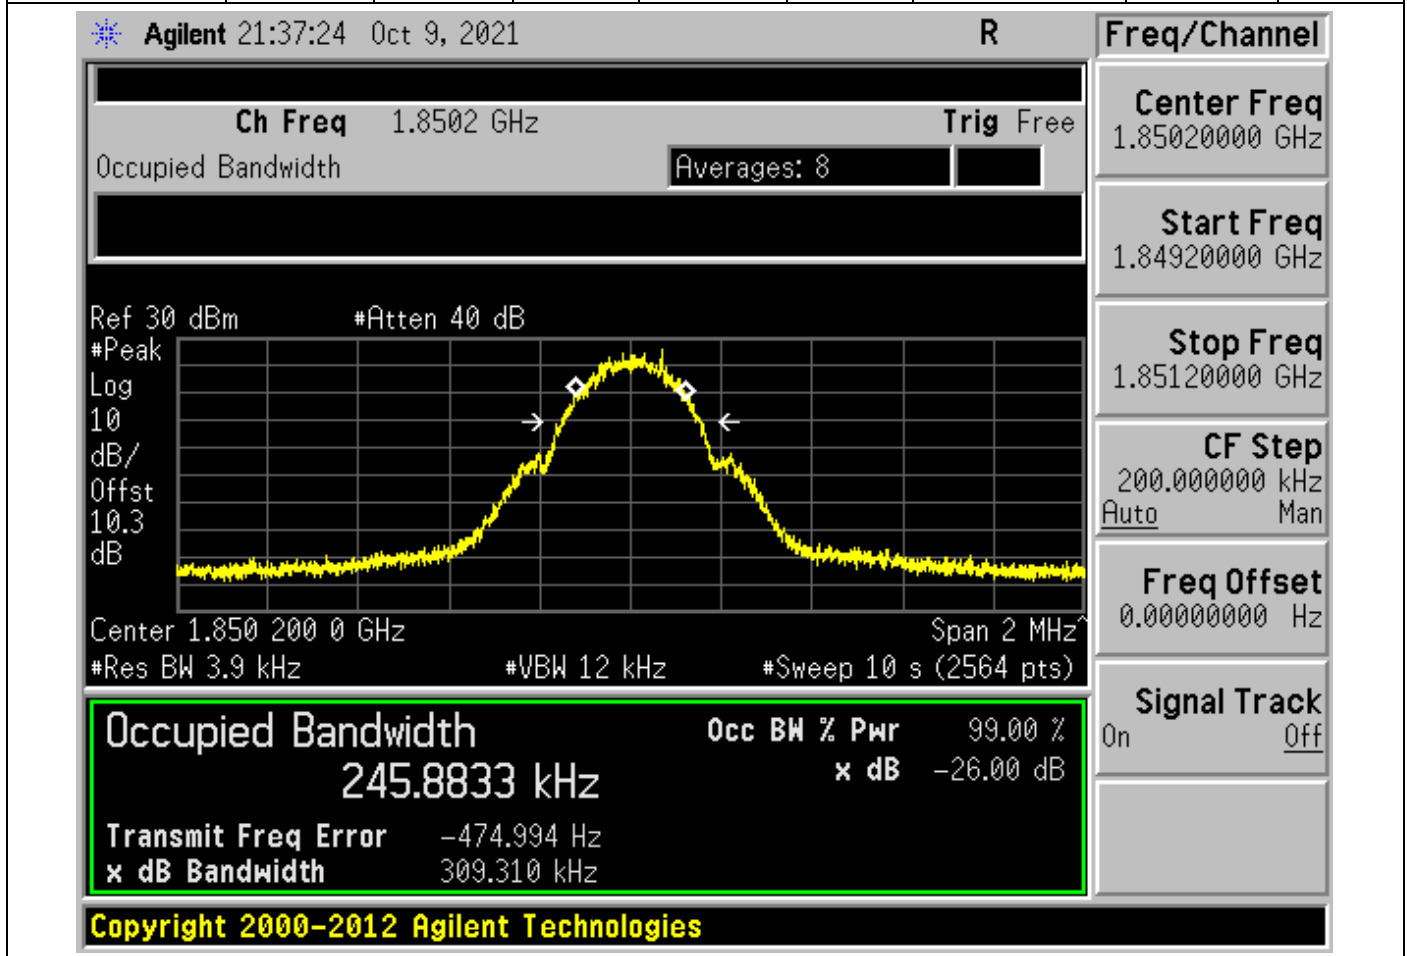 Agilent 21:37:24 Oct 9, 2021 R
Freq/Channel
Ch Freq 1.8502 GHz Trig Free
Occupied Bandwidth Averages: 8
Center Freq
1.85020000 GHz
Start Freq
1.84920000 GHz
Stop Freq
1.85120000 GHz
CF Step
200.000000 kHz
Auto Man
Freq Offset
0.00000000 Hz
Signal Track
On Off
Ref 30 dBm #Atten 40 dB
#Peak
Log
10
dB/
Offst
10.3
dB
Center 1.850 200 0 GHz Span 2 MHz^
#Res BW 3.9 kHz #VBW 12 kHz #Sweep 10 s (2564 pts)
Occupied Bandwidth Occ BW % Pwr 99.00 %
245.8833 kHz x dB -26.00 dB
Transmit Freq Error -474.994 Hz
x dB Bandwidth 309.310 kHz
Copyright 2000-2012 Agilent Technologies